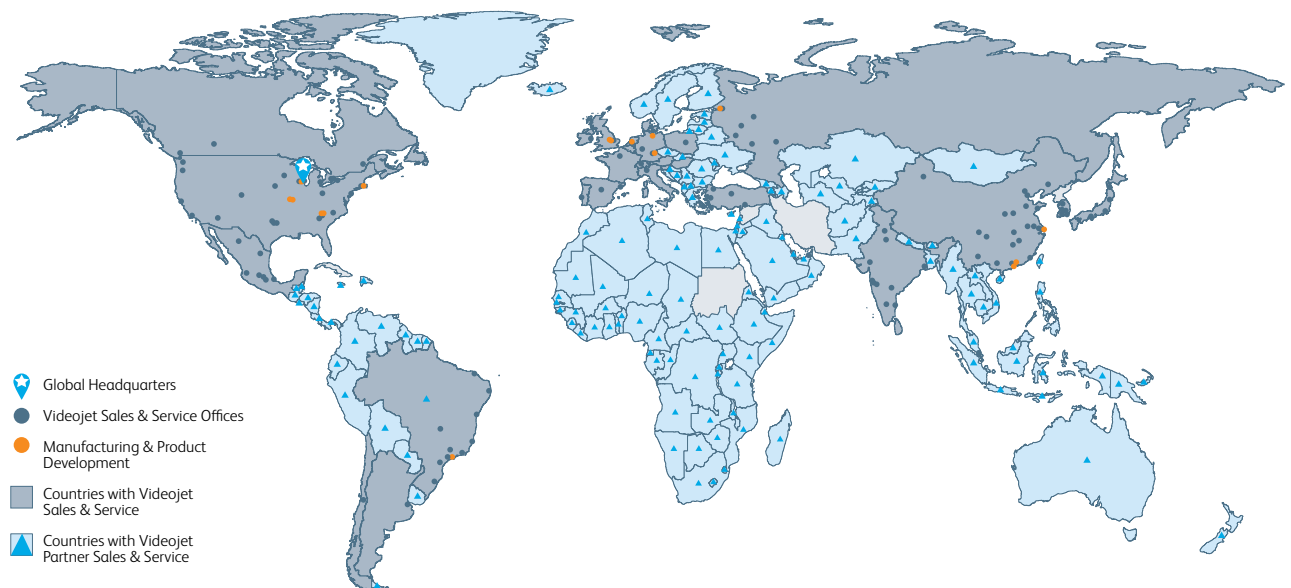 Global Headquarters
Videojet Sales & Service Offices
Manufacturing & Product
Development
Countries with Videojet
Sales & Service
Countries with Videojet
Partner Sales & Service